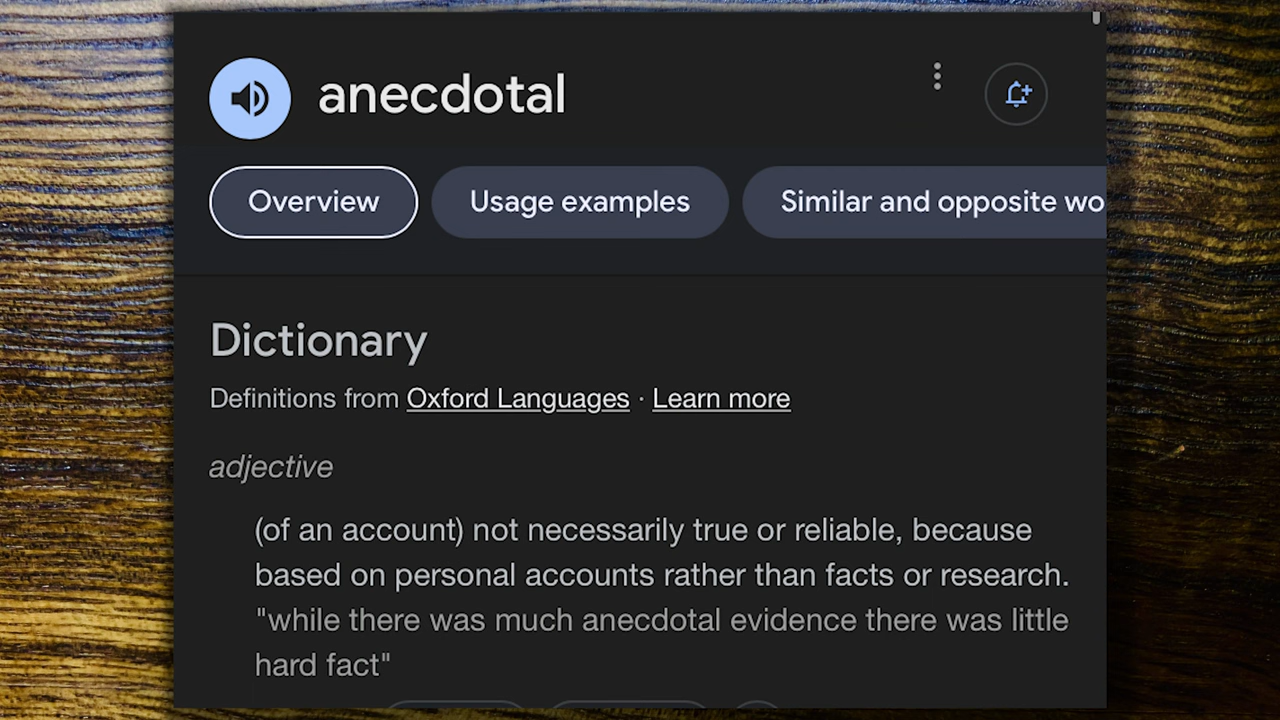 anecdotal
Overview
Usage examples
Similar and opposite wo
Dictionary
Definitions from Oxford Languages · Learn more
adjective
(of an account) not necessarily true or reliable, because
based on personal accounts rather than facts or research.
"while there was much anecdotal evidence there was little
hard fact"